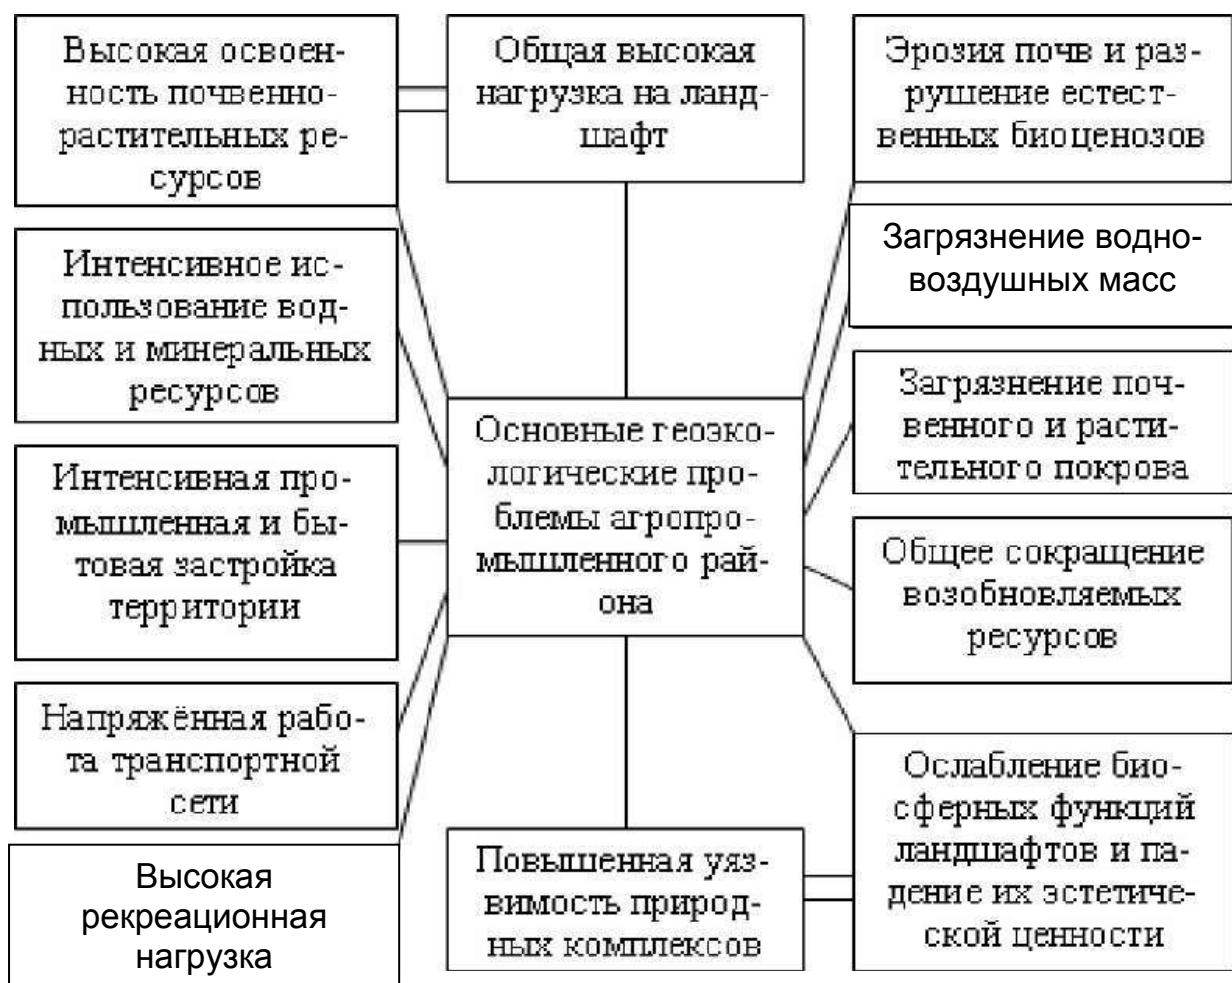 Высокая освоен-
ность почвенно-
растительных ре-
сурсов
Общая высокая
нагрузка на ланд-
шафт
Эрозия почв и раз-
рушение естест-
венных биоценозов
Загрязнение водно-
воздушных масс
Интенсивное ис-
пользование вод-
ных и минеральных
ресурсов
Загрязнение поч-
венного и расти-
тельного покрова
Основные геоэко-
логические про-
блемы агропро-
мышленного рай-
она
Интенсивная про-
мышленная и бы-
товая застройка
территории
Общее сокращение
возобновляемых
ресурсов
Напряжённая рабо-
та транспортной
сети
Ослабление био-
сферных функций
ландшафтов и па-
дение их эстетиче-
ской ценности
Повышенная уяз-
вимость природ-
ных комплексов
Высокая
рекреационная
нагрузка